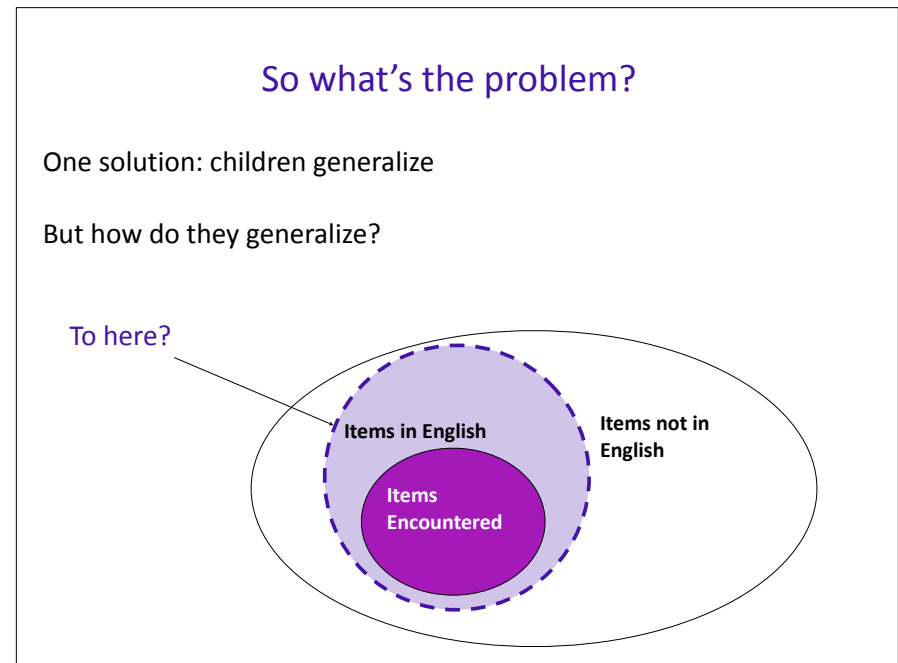 So what's the problem?
One solution: children generalize
But how do they generalize?
To here?
Items in English
Items not in
English
Items
Encountered